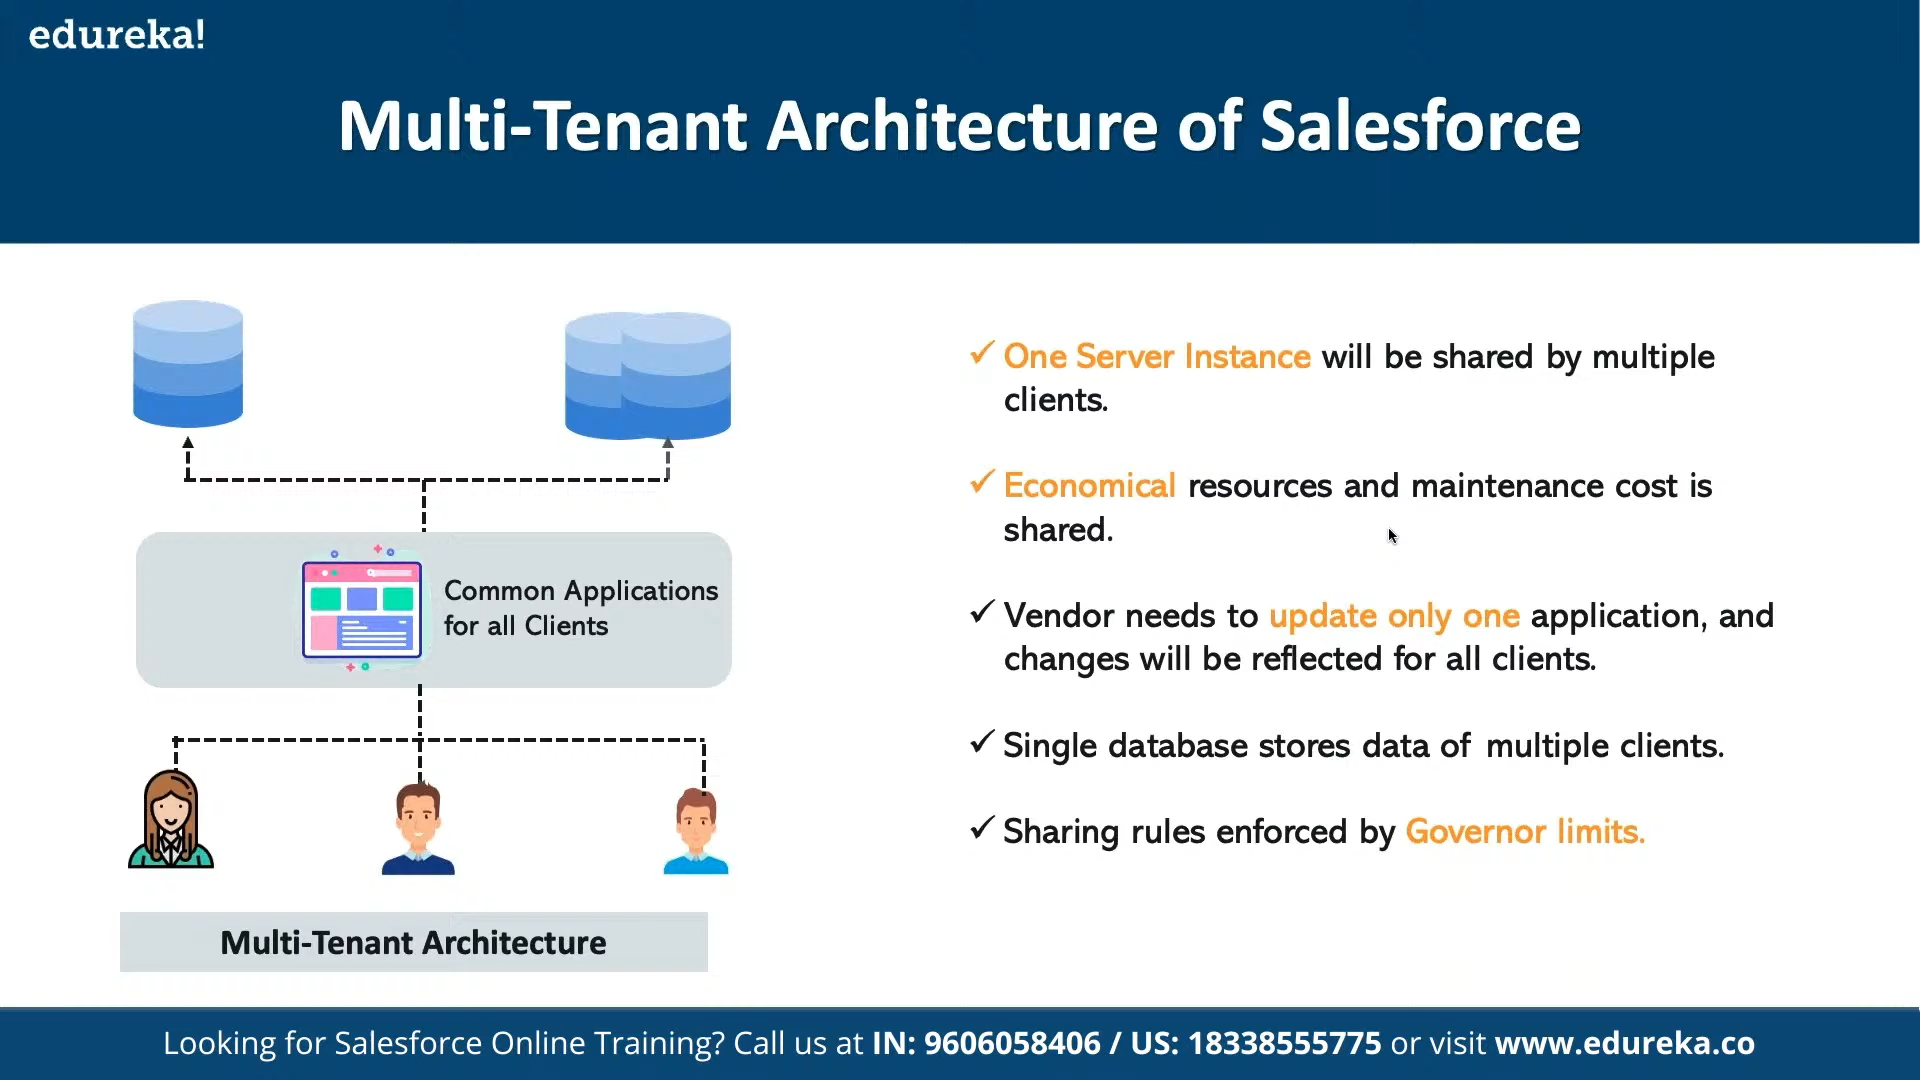 edureka!
Multi-Tenant Architecture of Salesforce
Common Applications
for all Clients
Multi-Tenant Architecture
✓ One Server Instance will be shared by multiple
clients.
✓ Economical resources and maintenance cost is
shared.
✓ Vendor needs to update only one application, and
changes will be reflected for all clients.
✓ Single database stores data of multiple clients.
✓ Sharing rules enforced by Governor limits.
Looking for Salesforce Online Training? Call us at IN: 9606058406 / US: 18338555775 or visit www.edureka.co